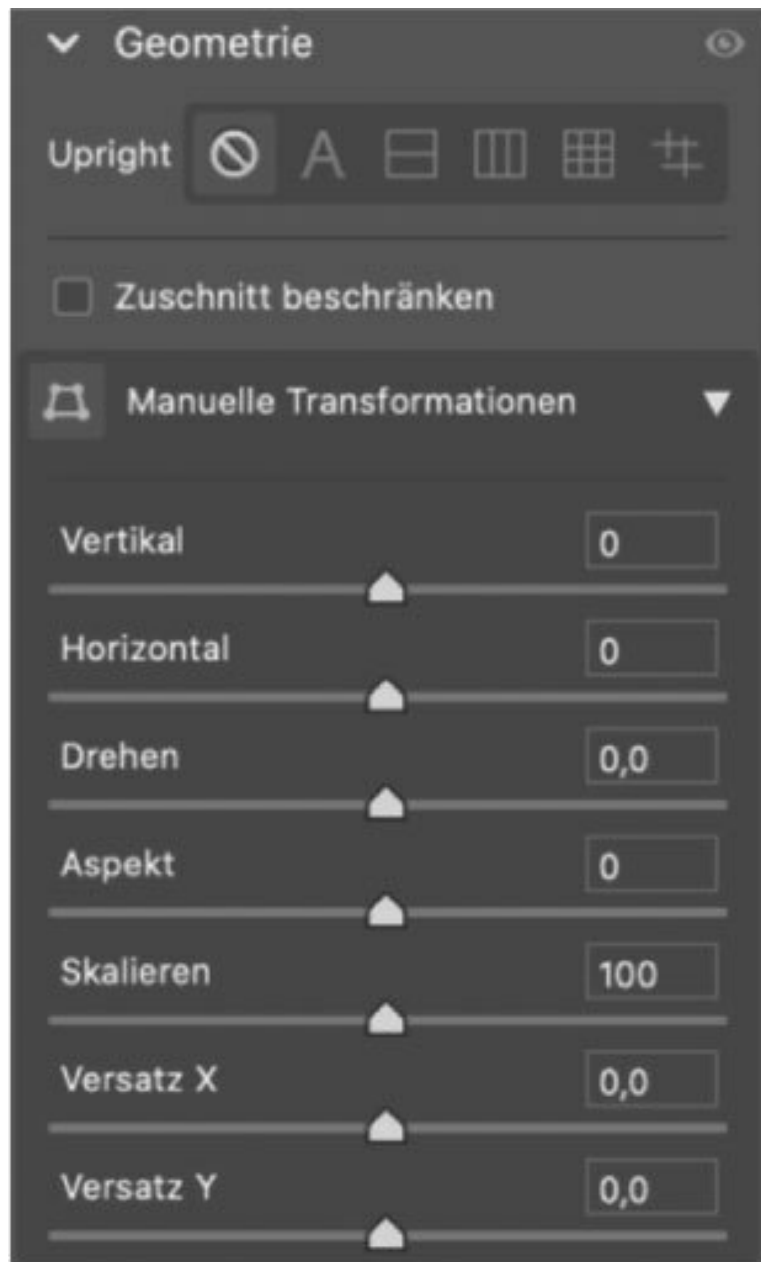 Geometrie
Upright A
Zuschnitt beschränken
Manuelle Transformationen
Vertikal 0
Horizontal 0
Drehen 0,0
Aspekt 0
Skalieren 100
Versatz X 0,0
Versatz Y 0,0